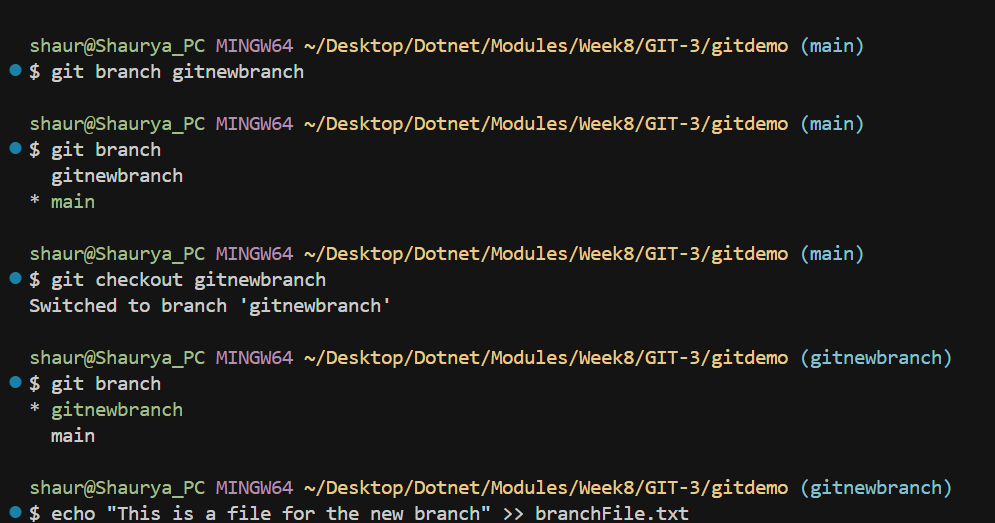 shaur@Shaurya_PC MINGW64 ~/Desktop/Dotnet/Modules/Week8/GIT-3/gitdemo (main)
$ git branch gitnewbranch
shaur@Shaurya_PC MINGW64 ~/Desktop/Dotnet/Modules/Week8/GIT-3/gitdemo (main)
$ git branch
  gitnewbranch
* main
shaur@Shaurya_PC MINGW64 ~/Desktop/Dotnet/Modules/Week8/GIT-3/gitdemo (main)
$ git checkout gitnewbranch
Switched to branch 'gitnewbranch'
shaur@Shaurya_PC MINGW64 ~/Desktop/Dotnet/Modules/Week8/GIT-3/gitdemo (gitnewbranch)
$ git branch
* gitnewbranch
  main
shaur@Shaurya_PC MINGW64 ~/Desktop/Dotnet/Modules/Week8/GIT-3/gitdemo (gitnewbranch)
$ echo "This is a file for the new branch" >> branchFile.txt